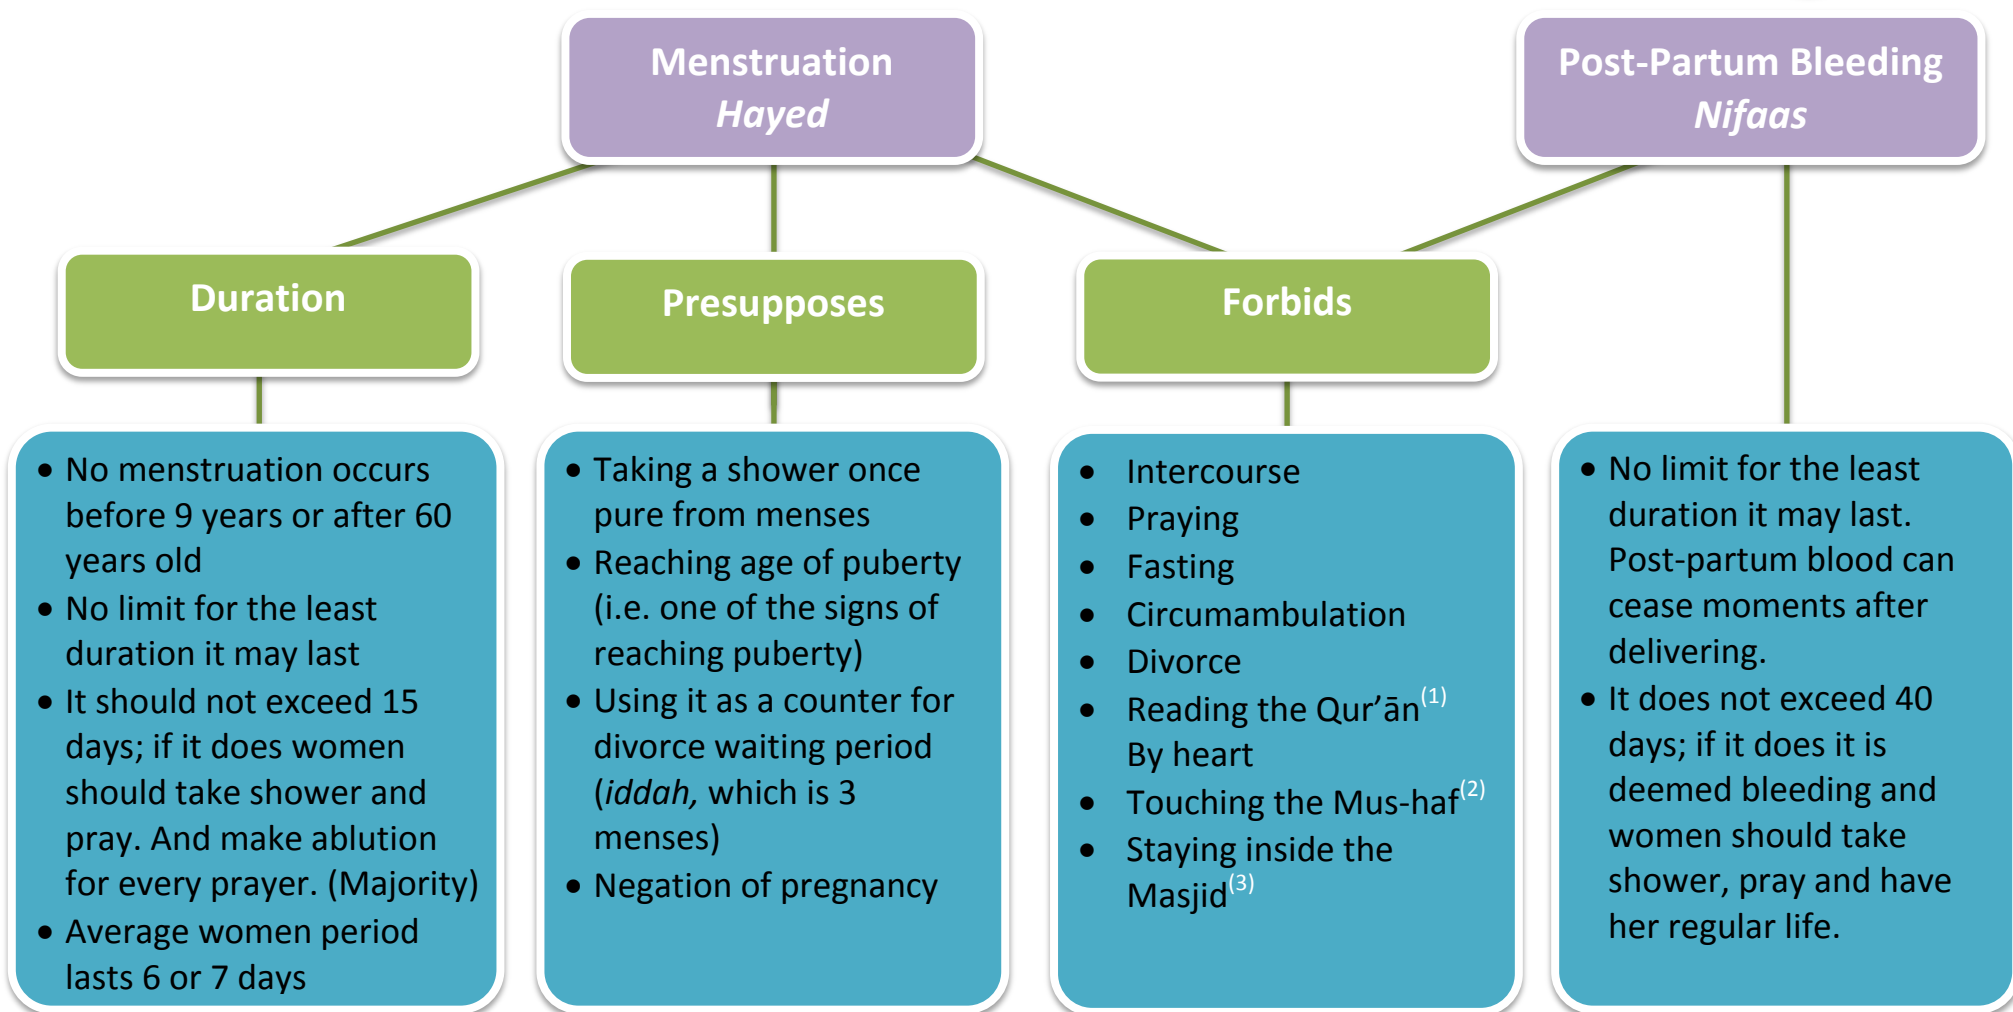 Menstruation
Hayed
Post-Partum Bleeding
Nifaas
Duration
Presupposes
Forbids
• No menstruation occurs
before 9 years or after 60
years old
• No limit for the least
duration it may last
• It should not exceed 15
days; if it does women
should take shower and
pray. And make ablution
for every prayer. (Majority)
• Average women period
lasts 6 or 7 days
• Taking a shower once
pure from menses
• Reaching age of puberty
(i.e. one of the signs of
reaching puberty)
• Using it as a counter for
divorce waiting period
(iddah, which is 3
menses)
• Negation of pregnancy
• Intercourse
• Praying
• Fasting
• Circumambulation
• Divorce
• Reading the Qur’ān(1)
By heart
• Touching the Mus-haf(2)
• Staying inside the
Masjid(3)
• No limit for the least
duration it may last.
Post-partum blood can
cease moments after
delivering.
• It does not exceed 40
days; if it does it is
deemed bleeding and
women should take
shower, pray and have
her regular life.